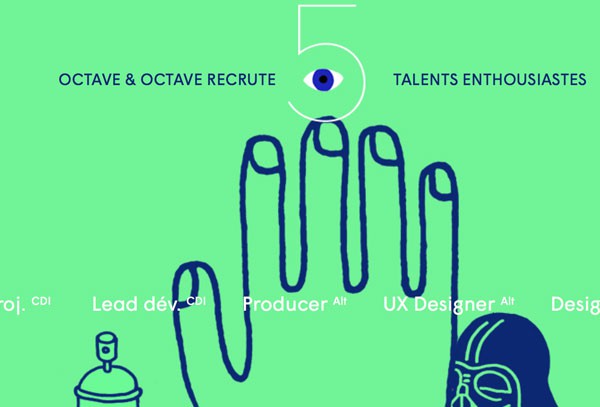 5
OCTAVE & OCTAVE RECRUTE TALENTS ENTHOUSIASTES
roj. CDI Lead dév. CDI Producer Alt UX Designer Alt Desig